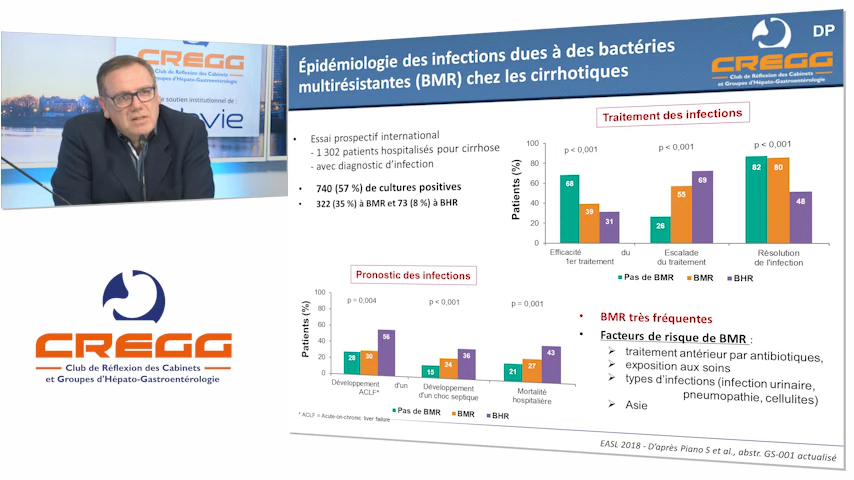 CREGG
Club de Réflexion des Cabinets
et Groupes d'Hépato-Gastroentérologie
le soutien institutionnel de :
vie
CREGG
Club de Réflexion des Cabinets
et Groupes d'Hépato-Gastroentérologie
Épidémiologie des infections dues à des bactéries
multirésistantes (BMR) chez les cirrhotiques
DP
CREGG
Club de Réflexion des Cabinets
et Groupes d'Hépato-Gastroentérologie
• Essai prospectif international
- 1 302 patients hospitalisés pour cirrhose
- avec diagnostic d'infection
• 740 (57 %) de cultures positives
• 322 (35 %) à BMR et 73 (8 %) à BHR
Traitement des infections
Patients (%)
100
80
60
40
20
0
p < 0,001
p < 0,001
p < 0,001
68
39
31
26
55
69
82
80
48
Efficacité du
1er traitement
Escalade
du traitement
Résolution
de l'infection
Pas de BMR
BMR
BHR
Pronostic des infections
Patients (%)
100
80
60
40
20
0
p = 0,004
p < 0,001
p = 0,001
28
30
56
15
24
36
21
27
43
Développement d'un
ACLF*
Développement
d'un choc septique
Mortalité
hospitalière
Pas de BMR
BMR
BHR
* ACLF = Acute-on-chronic liver failure
• BMR très fréquentes
• Facteurs de risque de BMR :
➢ traitement antérieur par antibiotiques,
➢ exposition aux soins
➢ types d'infections (infection urinaire,
pneumopathie, cellulites)
➢ Asie
EASL 2018 - D'après Piano S et al., abstr. GS-001 actualisé